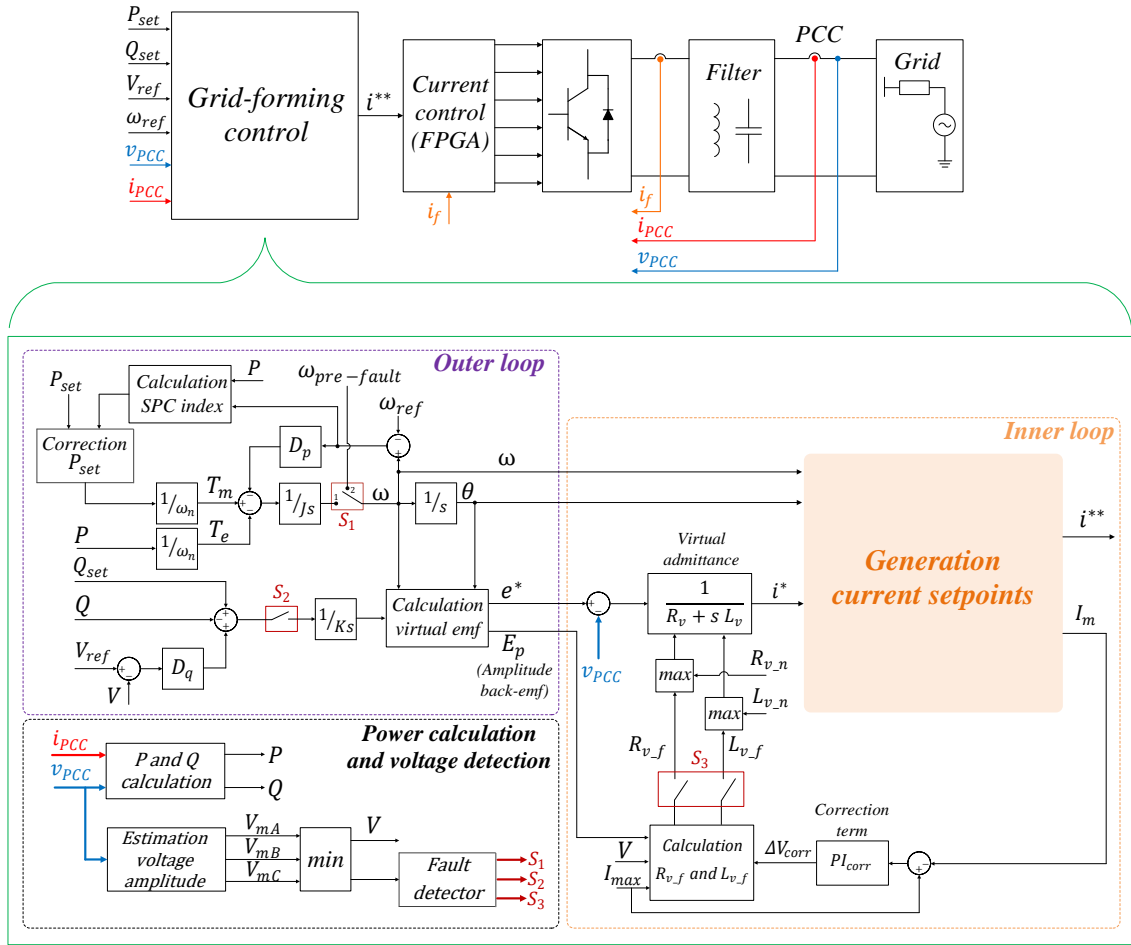 P_set
Q_set
V_ref
ω_ref
v_PCC
i_PCC
Grid-forming
control
i**
Current
control
(FPGA)
i_f
Filter
PCC
Grid
i_f
i_PCC
v_PCC
Outer loop
P_set
Calculation
SPC index
P
ω_pre-fault
ω_ref
Correction
P_set
D_p
1/ω_n
T_m
1/Js
1
2
S_1
ω
1/s
θ
ω
P
1/ω_n
T_e
Q_set
Q
S_2
1/Ks
Calculation
virtual emf
e*
E_p
(Amplitude
back-emf)
V_ref
V
D_q
Power calculation
and voltage detection
i_PCC
v_PCC
P and Q
calculation
P
Q
Estimation
voltage
amplitude
V_mA
V_mB
V_mC
min
V
Fault
detector
S_1
S_2
S_3
Inner loop
Virtual
admittance
1
R_v + s L_v
i*
v_PCC
Generation
current setpoints
i**
I_m
max
R_v_n
max
L_v_n
R_v_f
L_v_f
S_3
Calculation
R_v_f and L_v_f
V
I_max
ΔV_corr
Correction
term
PI_corr